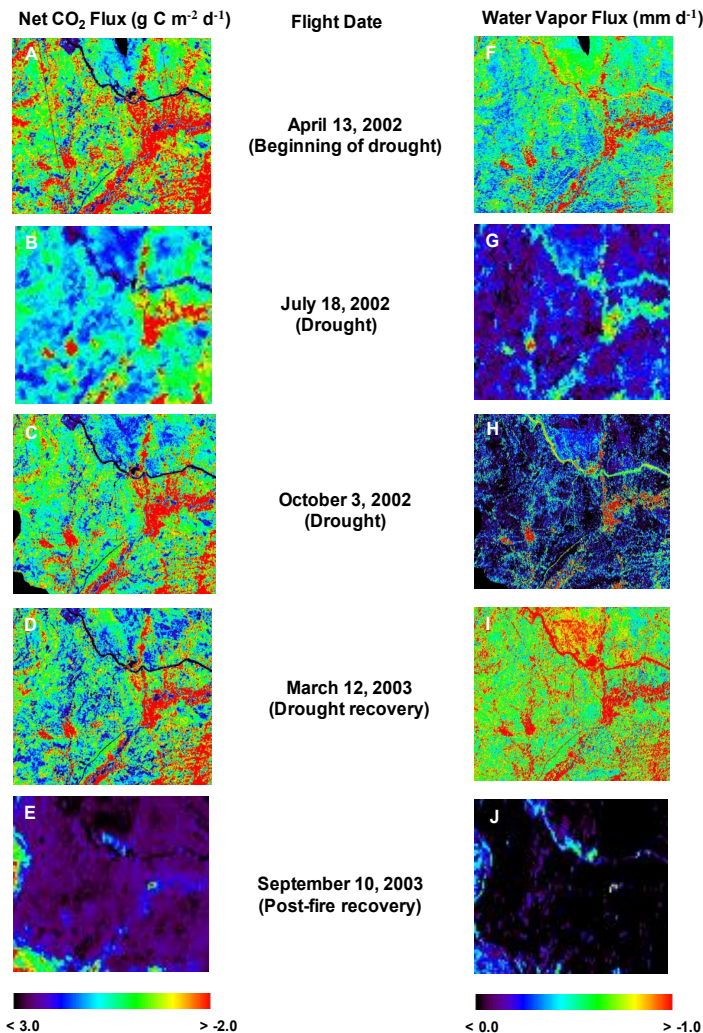 Net CO₂ Flux (g C m⁻² d⁻¹)
Flight Date
Water Vapor Flux (mm d⁻¹)
A
F
April 13, 2002
(Beginning of drought)
B
G
July 18, 2002
(Drought)
C
H
October 3, 2002
(Drought)
D
I
March 12, 2003
(Drought recovery)
E
J
September 10, 2003
(Post-fire recovery)
< 3.0
> -2.0
< 0.0
> -1.0